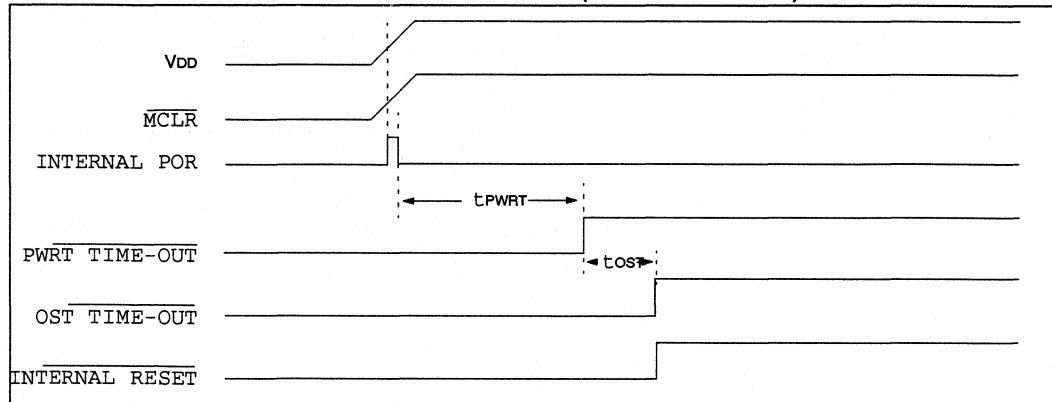 VDD
MCLR
INTERNAL POR
tPWRT
PWRT TIME-OUT
tOST
OST TIME-OUT
INTERNAL RESET